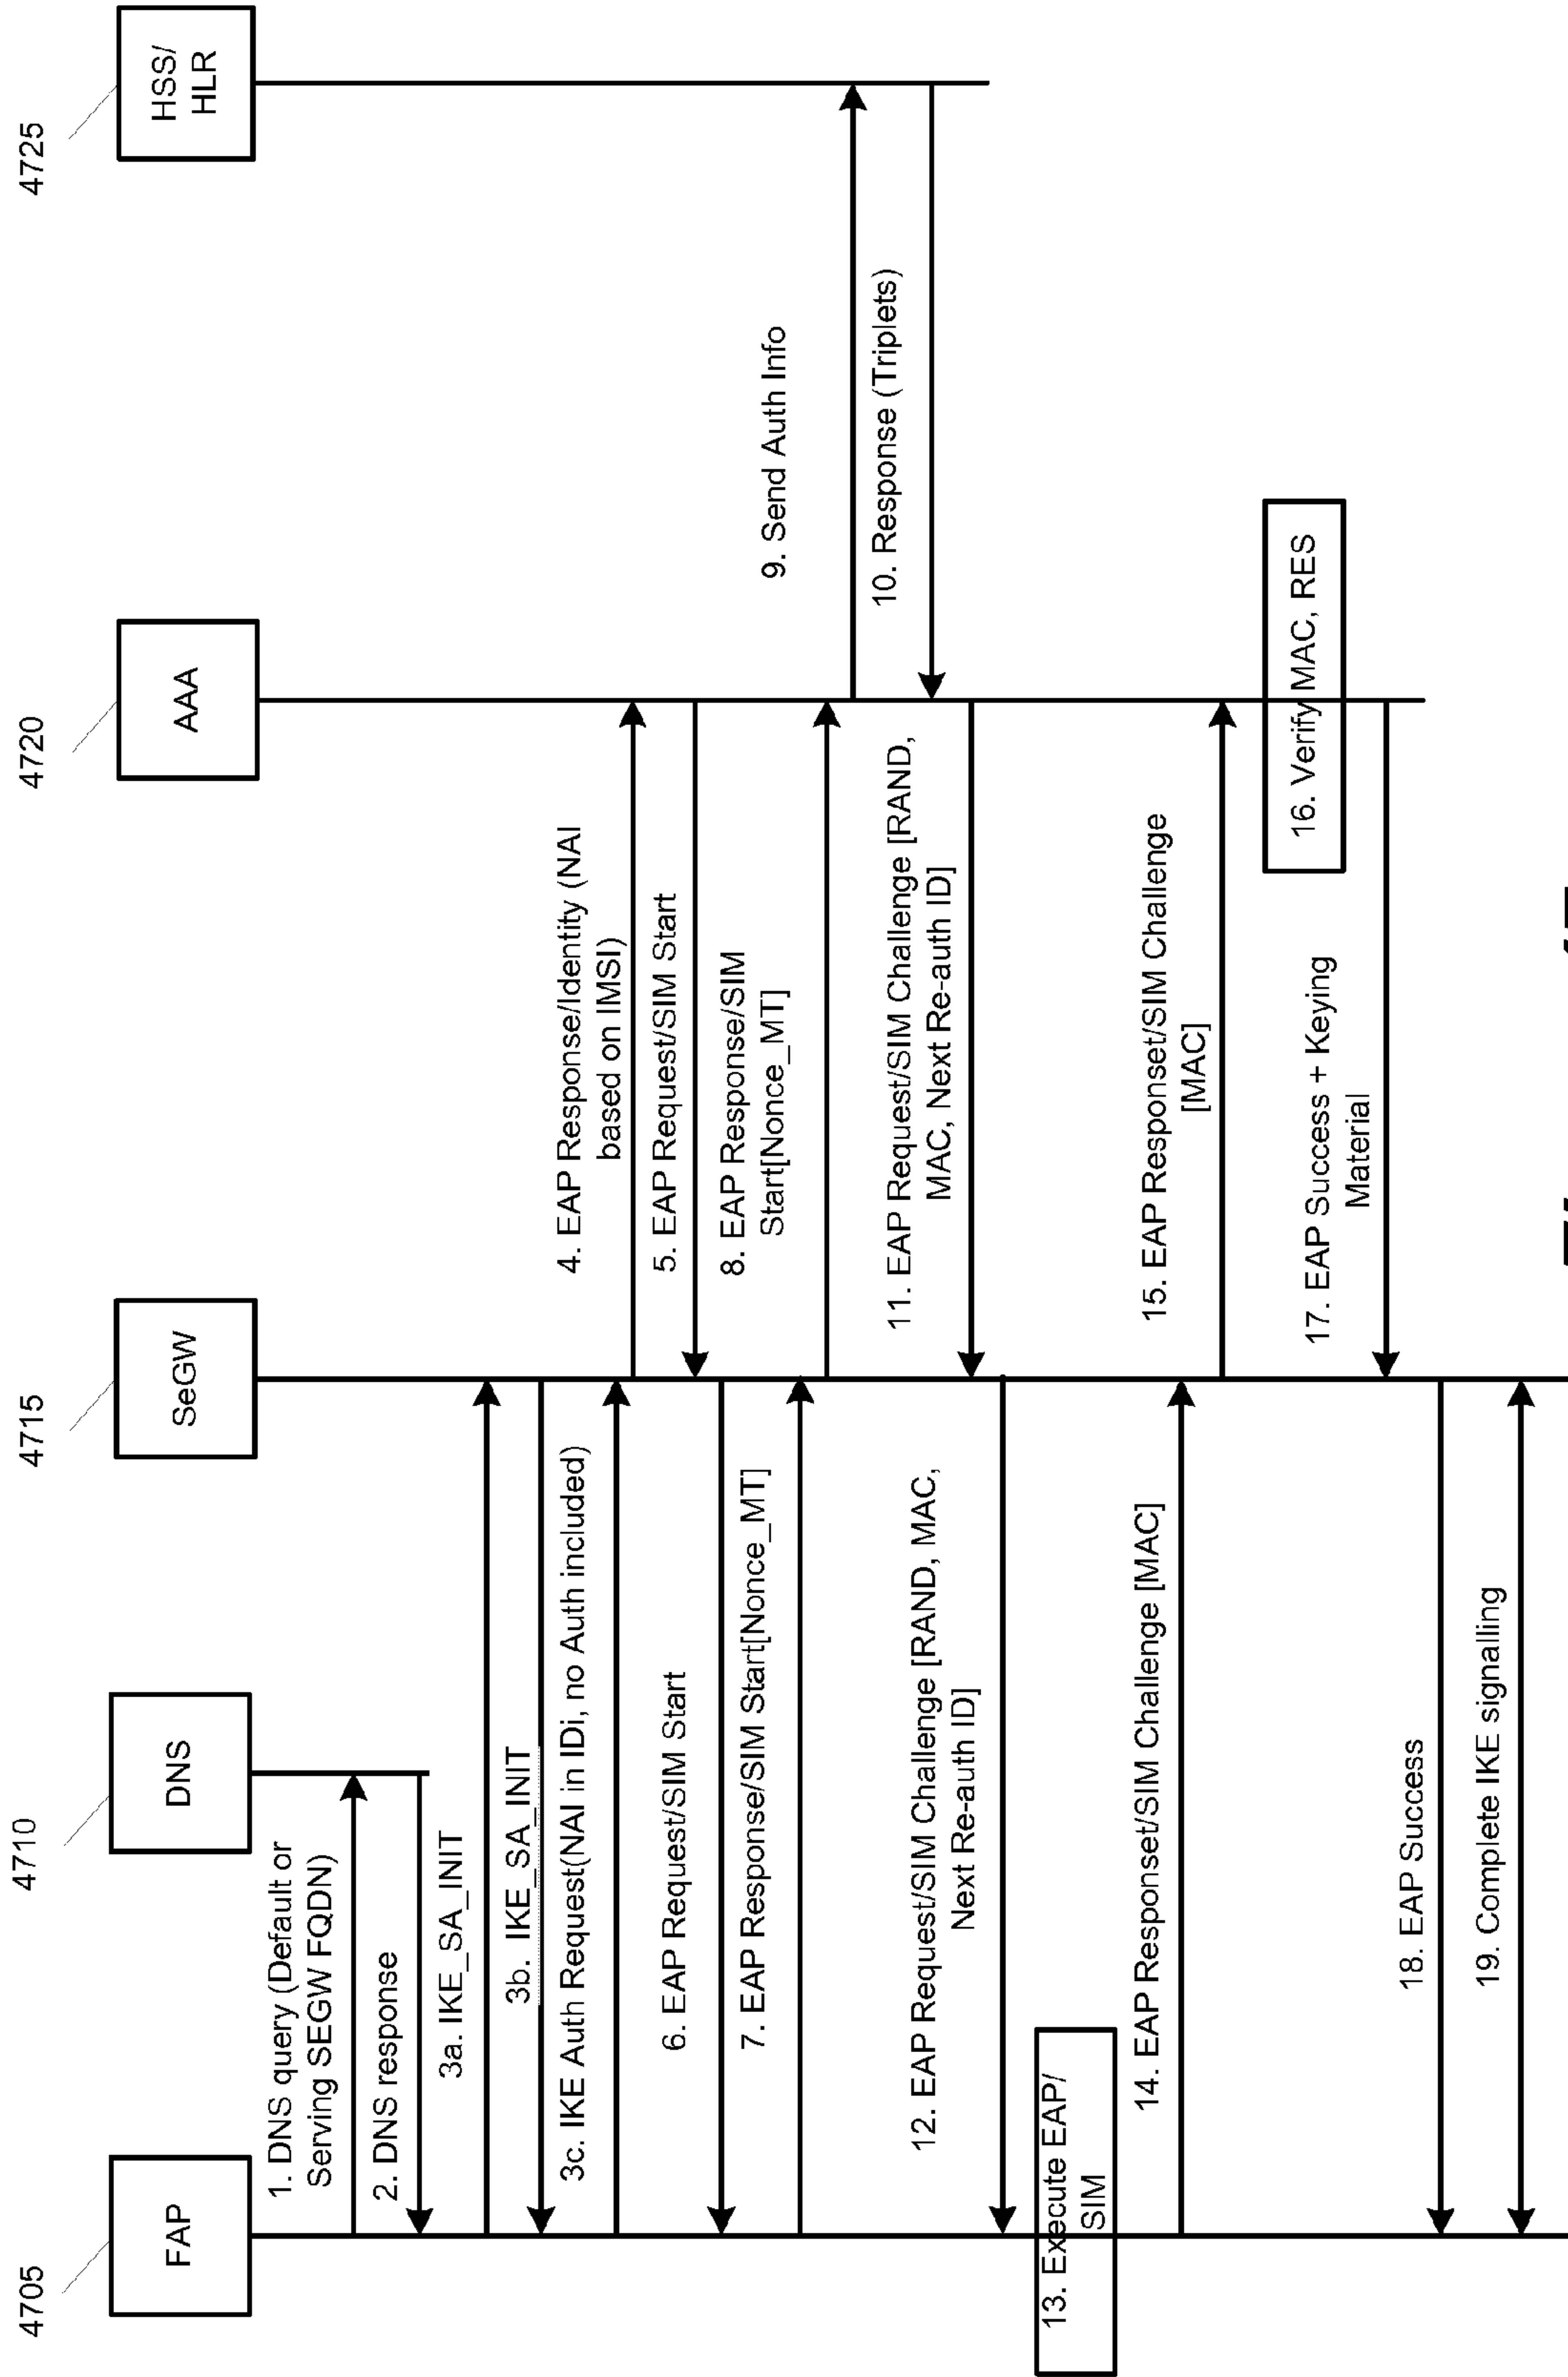 4705
4710
4715
4720
4725
FAP
DNS
SeGW
AAA
HSS/
HLR
1. DNS query (Default or
Serving SEGW FQDN)
2. DNS response
3a. IKE_SA_INIT
3b. IKE_SA_INIT
3c. IKE Auth Request(NAI in IDi, no Auth included)
4. EAP Response/Identity (NAI
based on IMSI)
5. EAP Request/SIM Start
6. EAP Request/SIM Start
7. EAP Response/SIM Start[Nonce_MT]
8. EAP Response/SIM
Start[Nonce_MT]
9. Send Auth Info
10. Response (Triplets)
11. EAP Request/SIM Challenge [RAND,
MAC, Next Re-auth ID]
12. EAP Request/SIM Challenge [RAND, MAC,
Next Re-auth ID]
13. Execute EAP/
SIM
14. EAP Responset/SIM Challenge [MAC]
15. EAP Responset/SIM Challenge
[MAC]
16. Verify MAC, RES
17. EAP Success + Keying
Material
18. EAP Success
19. Complete IKE signalling